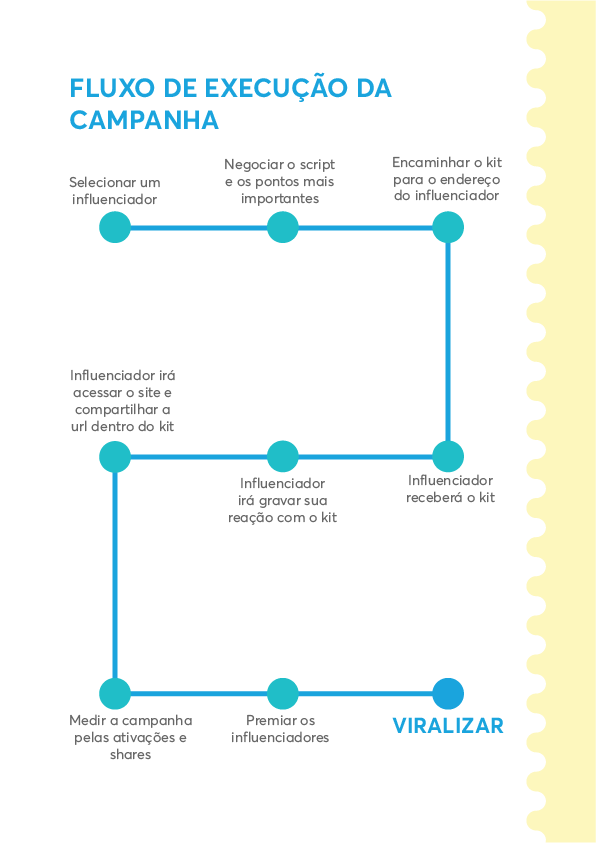 FLUXO DE EXECUÇÃO DA
CAMPANHA
Selecionar um
influenciador
Negociar o script
e os pontos mais
importantes
Encaminhar o kit
para o endereço
do influenciador
Influenciador
receberá o kit
Influenciador
irá gravar sua
reação com o kit
Influenciador irá
acessar o site e
compartilhar a
url dentro do kit
Medir a campanha
pelas ativações e
shares
Premiar os
influenciadores
VIRALIZAR